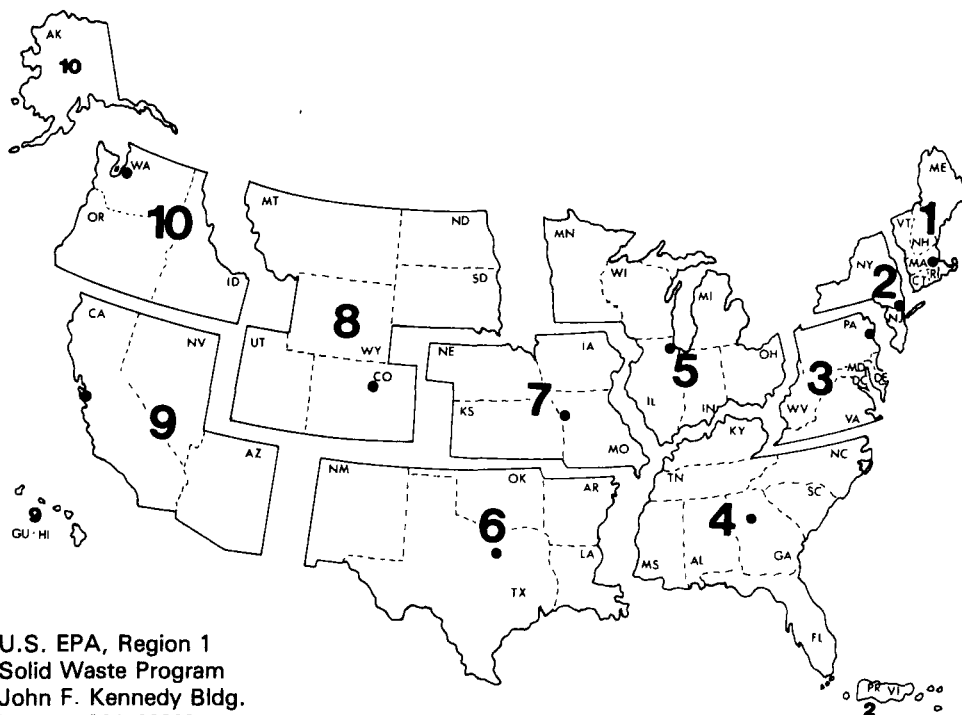 AK
10
WA
OR
10
ID
MT
ND
SD
8
WY
UT
CO
CA
NV
9
AZ
9
GU · HI
NE
IA
KS
7
MO
NM
OK
AR
6
LA
TX
MN
WI
MI
5
OH
IL
IN
KY
TN
NC
SC
4
MS
AL
GA
FL
ME
VT
1
NH
MA
CT
RI
NY
2
NJ
PA
MD
DE
DC
3
WV
VA
PR VI
2
U.S. EPA, Region 1
Solid Waste Program
John F. Kennedy Bldg.